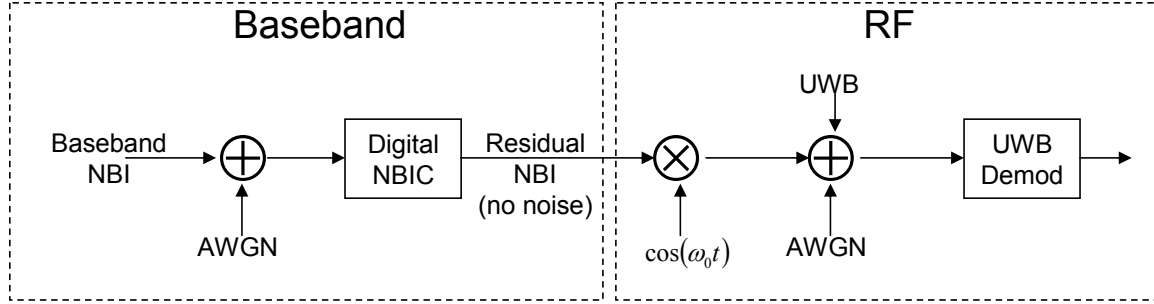 Baseband
RF
UWB
Baseband
NBI
+
Digital
NBIC
Residual
NBI
(no noise)
×
+
UWB
Demod
AWGN
cos(ω₀t)
AWGN